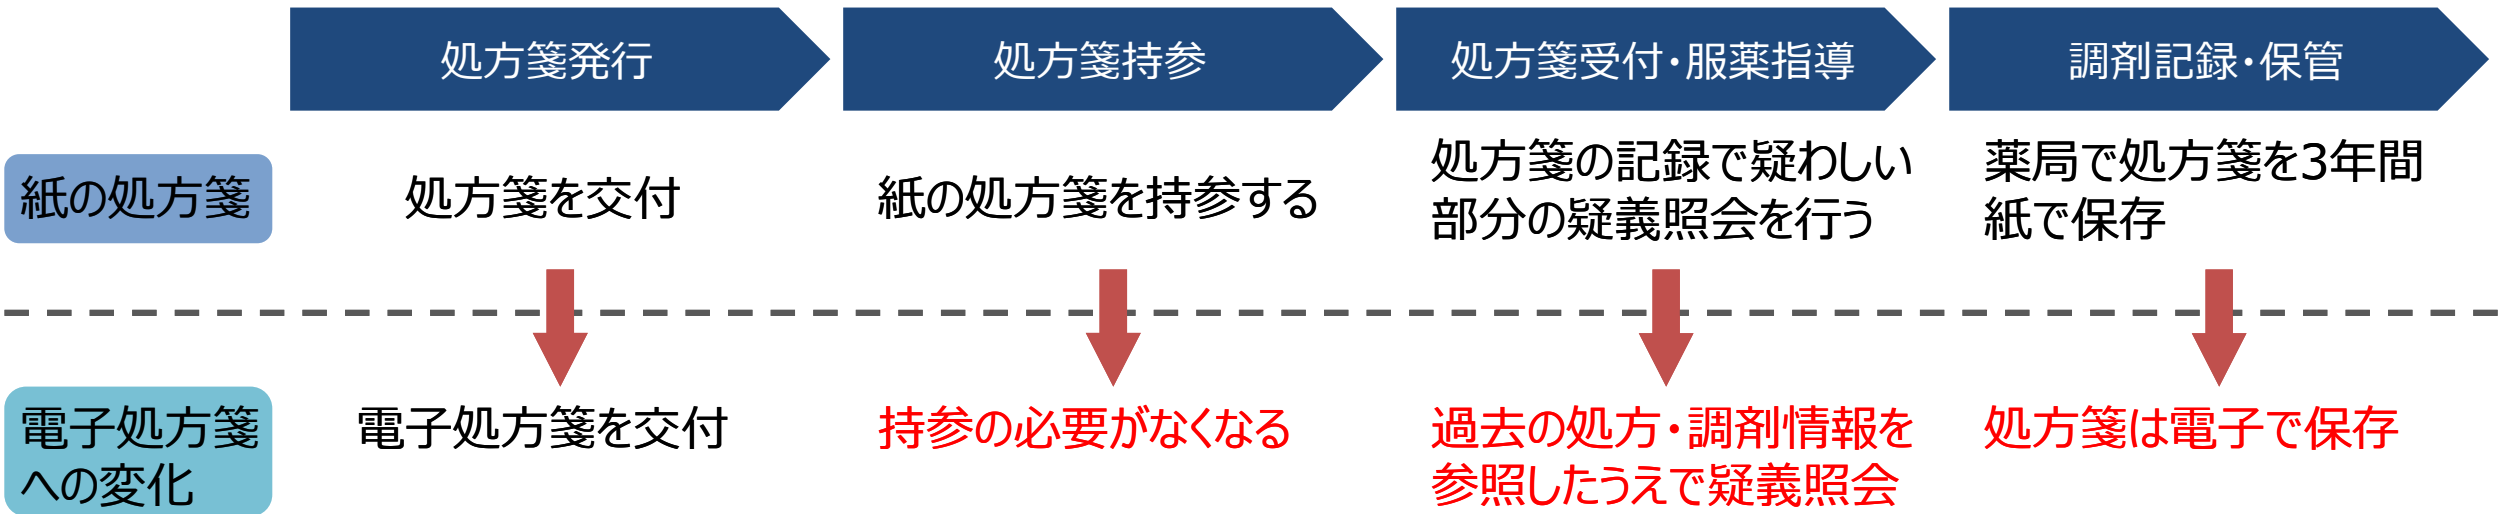 処方箋発行
処方箋持参
処方箋受付・服薬指導
調剤記録・保管
紙の処方箋
処方箋を交付
処方箋を持参する
処方箋の記録で怪しい
部分のみ疑義照会を行う
薬局で処方箋を3年間
紙で保存
電子処方箋
への変化
電子処方箋を交付
持参の必要がなくなる
過去の処方・調剤情報を
参照したうえで疑義照会
処方箋は電子で保存